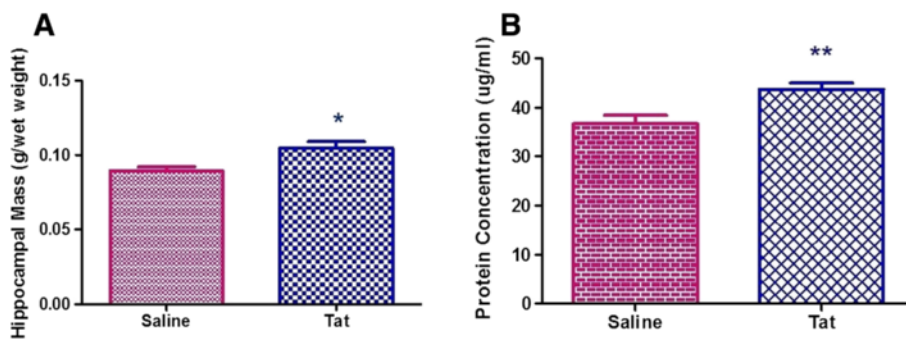 A
Hippocampal Mass (g/wet weight)
0.15
0.10
0.05
0.00
*
Saline
Tat
B
Protein Concentration (ug/ml)
50
40
30
20
10
0
**
Saline
Tat